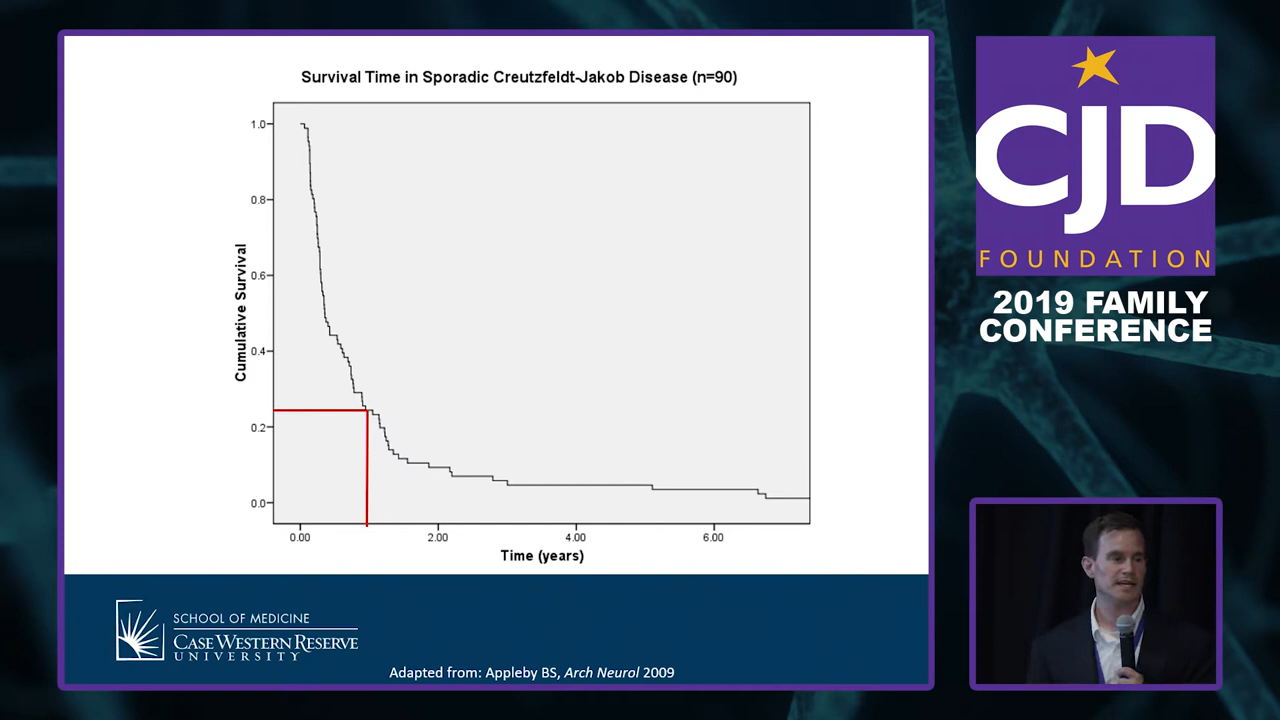 Survival Time in Sporadic Creutzfeldt-Jakob Disease (n=90)
1.0
0.8
0.6
0.4
0.2
0.0
Cumulative Survival
0.00
2.00
4.00
6.00
Time (years)
SCHOOL OF MEDICINE
CASE WESTERN RESERVE
UNIVERSITY
Adapted from: Appleby BS, Arch Neurol 2009
CJD
FOUNDATION
2019 FAMILY
CONFERENCE